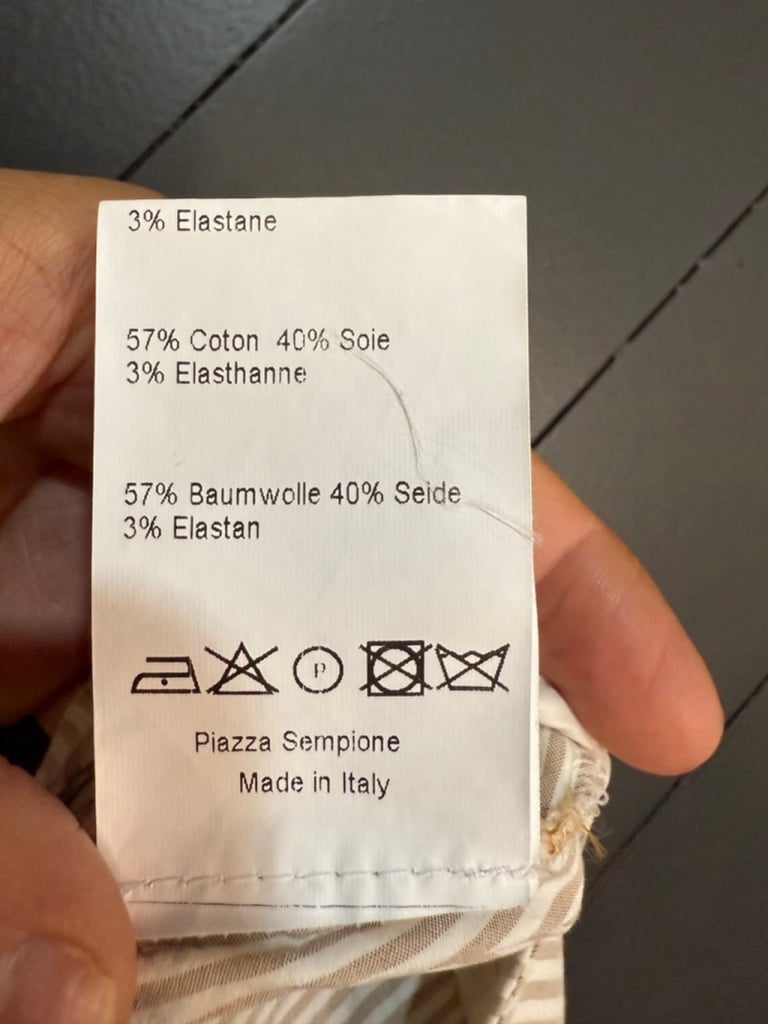 3% Elastane
57% Coton 40% Soie
3% Elasthanne
57% Baumwolle 40% Seide
3% Elastan
P
Piazza Sempione
Made in Italy